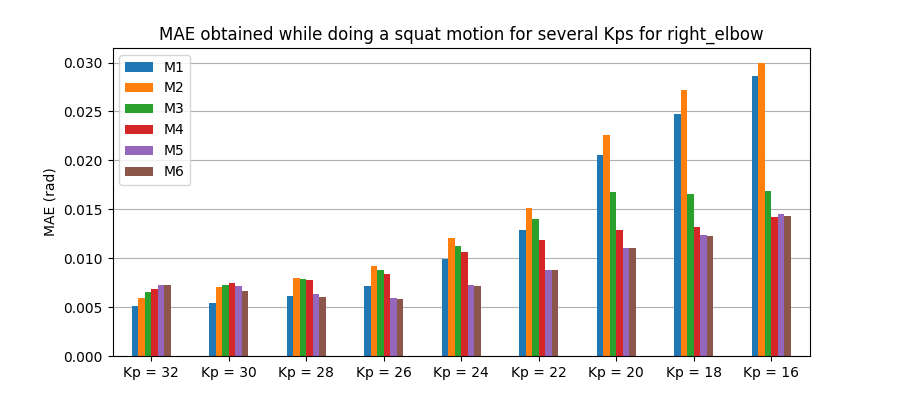 MAE obtained while doing a squat motion for several Kps for right_elbow
M1
M2
M3
M4
M5
M6
MAE (rad)
0.030
0.025
0.020
0.015
0.010
0.005
0.000
Kp = 32 Kp = 30 Kp = 28 Kp = 26 Kp = 24 Kp = 22 Kp = 20 Kp = 18 Kp = 16